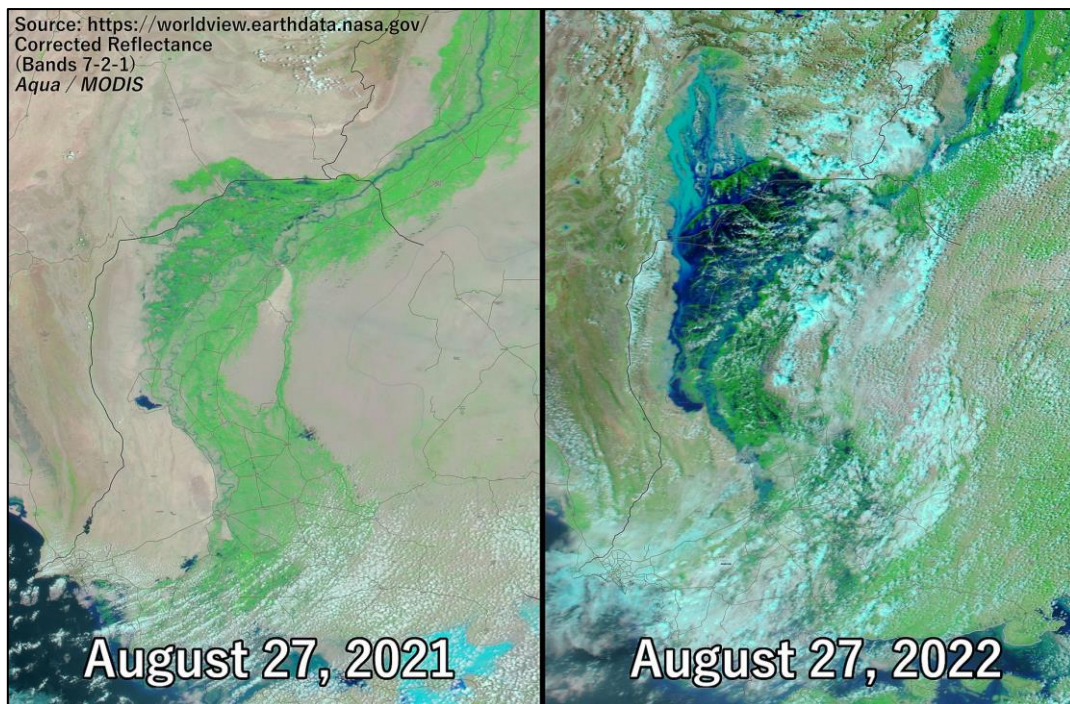 Source: https://worldview.earthdata.nasa.gov/
Corrected Reflectance
(Bands 7-2-1)
Aqua / MODIS
August 27, 2021
August 27, 2022